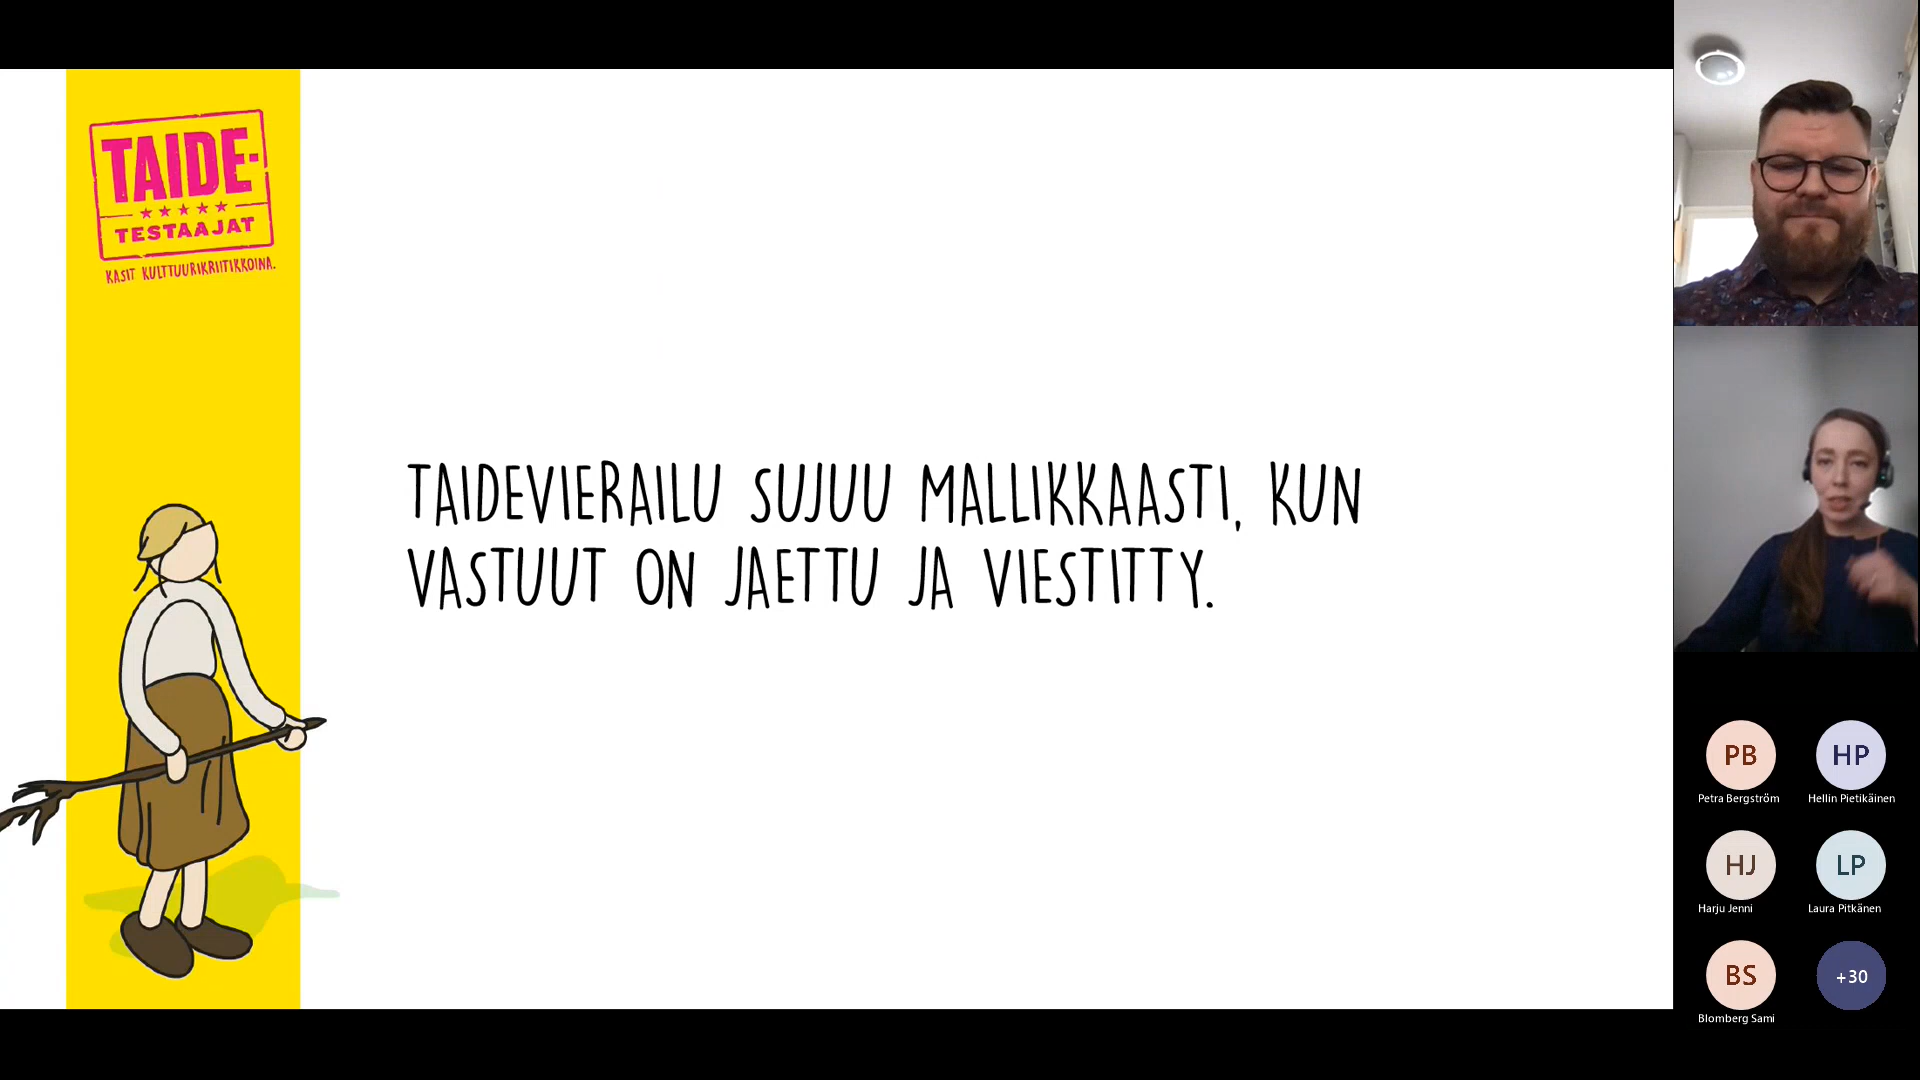 TAIDE-
TESTAAJAT
KASIT KULTTUURIKRIITIKKOINA.
TAIDEVIERAILU SUJUU MALLIKKAASTI, KUN
VASTUUT ON JAETTU JA VIESTITTY.
PB
HP
Petra Bergström
Hellin Pietikäinen
HJ
LP
Harju Jenni
Laura Pitkänen
BS
+30
Blomberg Sami